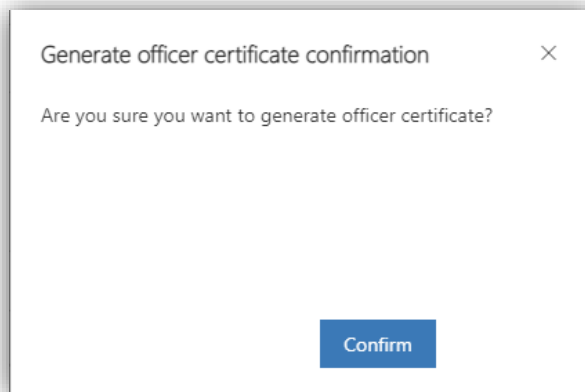 Generate officer certificate confirmation
Are you sure you want to generate officer certificate?
Confirm